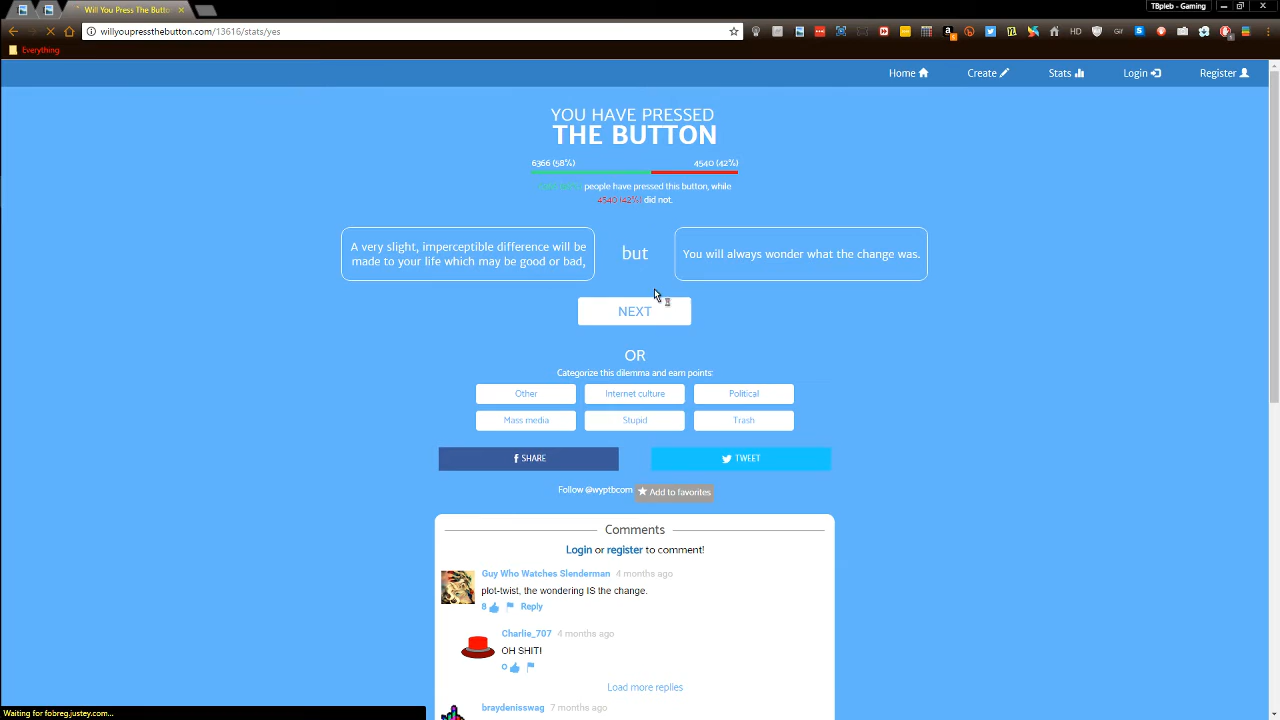 Will You Press The Butt
TBpleb - Gaming
willyoupressthebutton.com/13616/stats/yes
Everything
Home Create Stats Login Register
YOU HAVE PRESSED
THE BUTTON
6366 (58%) 4540 (42%)
people have pressed this button, while
4540 (42%) did not.
A very slight, imperceptible difference will be
made to your life which may be good or bad,
but
You will always wonder what the change was.
NEXT
OR
Categorize this dilemma and earn points:
Other Internet culture Political
Mass media Stupid Trash
SHARE TWEET
Follow @wyptbcom Add to favorites
Comments
Login or register to comment!
Guy Who Watches Slenderman 4 months ago
plot-twist, the wondering IS the change.
8 Reply
Charlie_707 4 months ago
OH SHIT!
0
Load more replies
braydenisswag 7 months ago
Waiting for fobreg.justey.com...